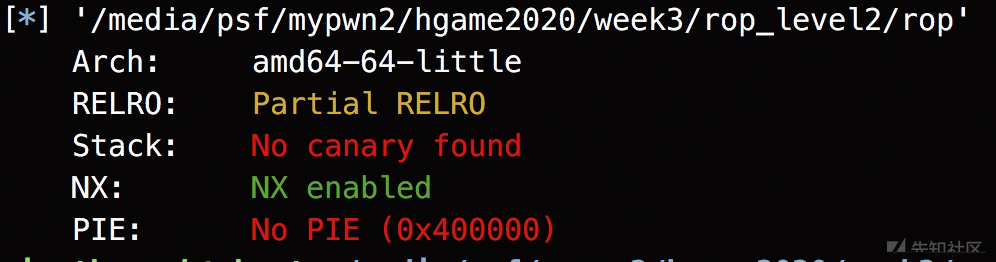 [*] '/media/psf/mypwn2/hgame2020/week3/rop_level2/rop'
Arch: amd64-64-little
RELRO: Partial RELRO
Stack: No canary found
NX: NX enabled
PIE: No PIE (0x400000)
先知社区